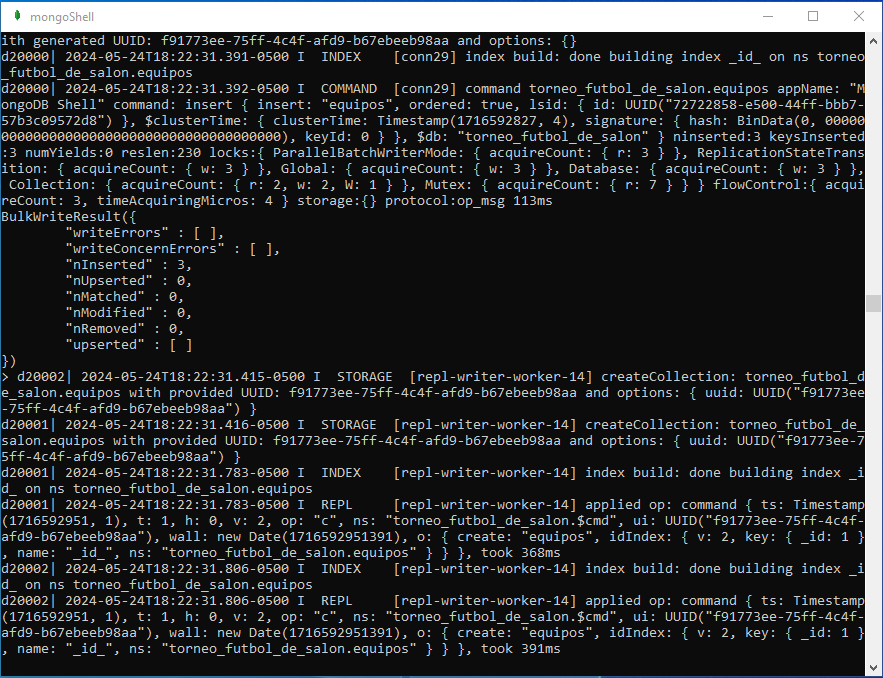 mongoShell
ith generated UUID: f91773ee-75ff-4c4f-afd9-b67ebeeb98aa and options: {}
d20000| 2024-05-24T18:22:31.391-0500 I  INDEX    [conn29] index build: done building index _id_ on ns torneo
_futbol_de_salon.equipos
d20000| 2024-05-24T18:22:31.392-0500 I  COMMAND  [conn29] command torneo_futbol_de_salon.equipos appName: "M
ongoDB Shell" command: insert { insert: "equipos", ordered: true, lsid: { id: UUID("72722858-e500-44ff-bbb7-
57b3c09572d8") }, $clusterTime: { clusterTime: Timestamp(1716592827, 4), signature: { hash: BinData(0, 00000
00000000000000000000000000000000000), keyId: 0 } }, $db: "torneo_futbol_de_salon" } ninserted:3 keysInserted
:3 numYields:0 reslen:230 locks:{ ParallelBatchWriterMode: { acquireCount: { r: 3 } }, ReplicationStateTrans
ition: { acquireCount: { w: 3 } }, Global: { acquireCount: { w: 3 } }, Database: { acquireCount: { w: 3 } },
 Collection: { acquireCount: { r: 2, w: 2, W: 1 } }, Mutex: { acquireCount: { r: 7 } } } flowControl:{ acqui
reCount: 3, timeAcquiringMicros: 4 } storage:{} protocol:op_msg 113ms
BulkWriteResult({
        "writeErrors" : [ ],
        "writeConcernErrors" : [ ],
        "nInserted" : 3,
        "nUpserted" : 0,
        "nMatched" : 0,
        "nModified" : 0,
        "nRemoved" : 0,
        "upserted" : [ ]
})
> d20002| 2024-05-24T18:22:31.415-0500 I  STORAGE  [repl-writer-worker-14] createCollection: torneo_futbol_d
e_salon.equipos with provided UUID: f91773ee-75ff-4c4f-afd9-b67ebeeb98aa and options: { uuid: UUID("f91773ee
-75ff-4c4f-afd9-b67ebeeb98aa") }
d20001| 2024-05-24T18:22:31.416-0500 I  STORAGE  [repl-writer-worker-14] createCollection: torneo_futbol_de_
salon.equipos with provided UUID: f91773ee-75ff-4c4f-afd9-b67ebeeb98aa and options: { uuid: UUID("f91773ee-7
5ff-4c4f-afd9-b67ebeeb98aa") }
d20001| 2024-05-24T18:22:31.783-0500 I  INDEX    [repl-writer-worker-14] index build: done building index _i
d_ on ns torneo_futbol_de_salon.equipos
d20001| 2024-05-24T18:22:31.783-0500 I  REPL     [repl-writer-worker-14] applied op: command { ts: Timestamp
(1716592951, 1), t: 1, h: 0, v: 2, op: "c", ns: "torneo_futbol_de_salon.$cmd", ui: UUID("f91773ee-75ff-4c4f-
afd9-b67ebeeb98aa"), wall: new Date(1716592951391), o: { create: "equipos", idIndex: { v: 2, key: { _id: 1 }
, name: "_id_", ns: "torneo_futbol_de_salon.equipos" } } }, took 368ms
d20002| 2024-05-24T18:22:31.806-0500 I  INDEX    [repl-writer-worker-14] index build: done building index _i
d_ on ns torneo_futbol_de_salon.equipos
d20002| 2024-05-24T18:22:31.806-0500 I  REPL     [repl-writer-worker-14] applied op: command { ts: Timestamp
(1716592951, 1), t: 1, h: 0, v: 2, op: "c", ns: "torneo_futbol_de_salon.$cmd", ui: UUID("f91773ee-75ff-4c4f-
afd9-b67ebeeb98aa"), wall: new Date(1716592951391), o: { create: "equipos", idIndex: { v: 2, key: { _id: 1 }
, name: "_id_", ns: "torneo_futbol_de_salon.equipos" } } }, took 391ms